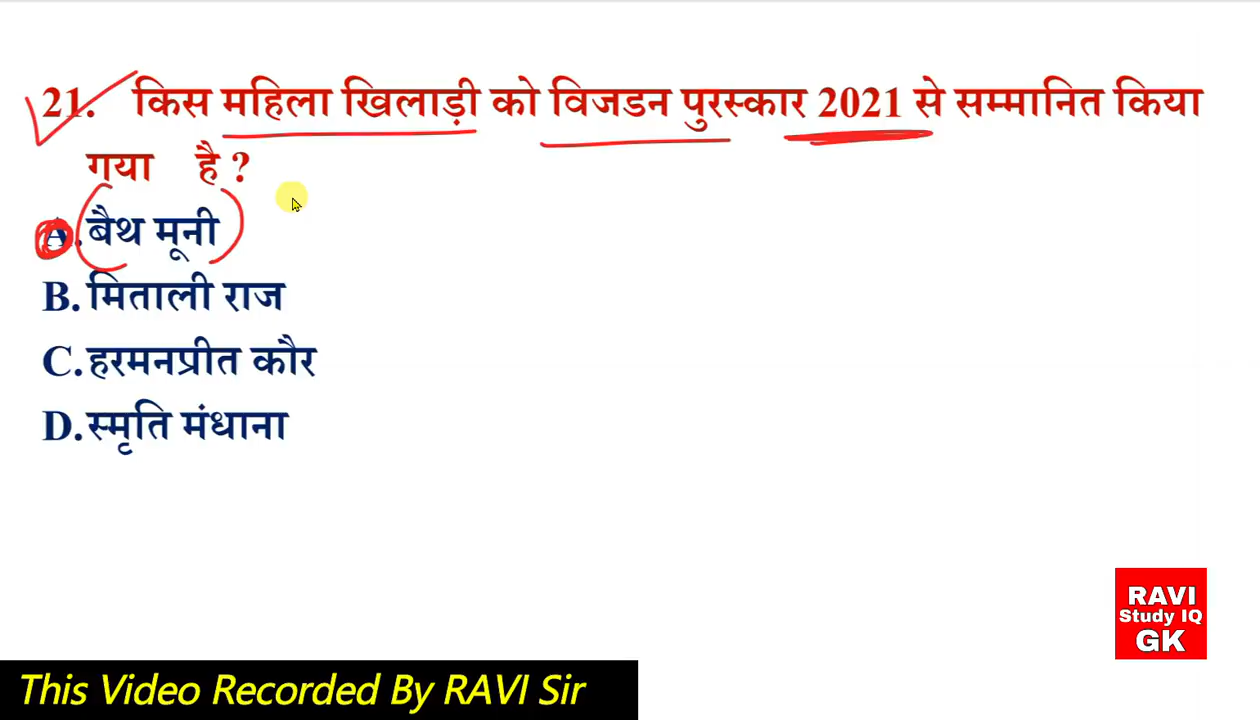 21. किस महिला खिलाड़ी को विजडन पुरस्कार 2021 से सम्मानित किया
गया है ?
A. बैथ मूनी
B. मिताली राज
C. हरमनप्रीत कौर
D. स्मृति मंधाना
RAVI
Study IQ
GK
This Video Recorded By RAVI Sir